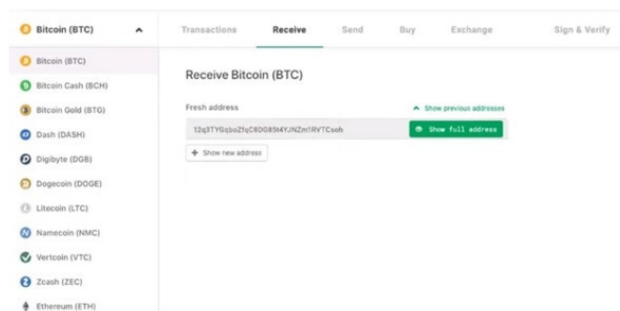 Bitcoin (BTC)
Transactions Receive Send Buy Exchange Sign & Verify
Bitcoin (BTC)
Bitcoin Cash (BCH)
Bitcoin Gold (BTG)
Dash (DASH)
Digibyte (DGB)
Dogecoin (DOGE)
Litecoin (LTC)
Namecoin (NMC)
Vertcoin (VTC)
Zcash (ZEC)
Ethereum (ETH)
Receive Bitcoin (BTC)
Fresh address
Show previous addresses
Show full address
+ Show new address